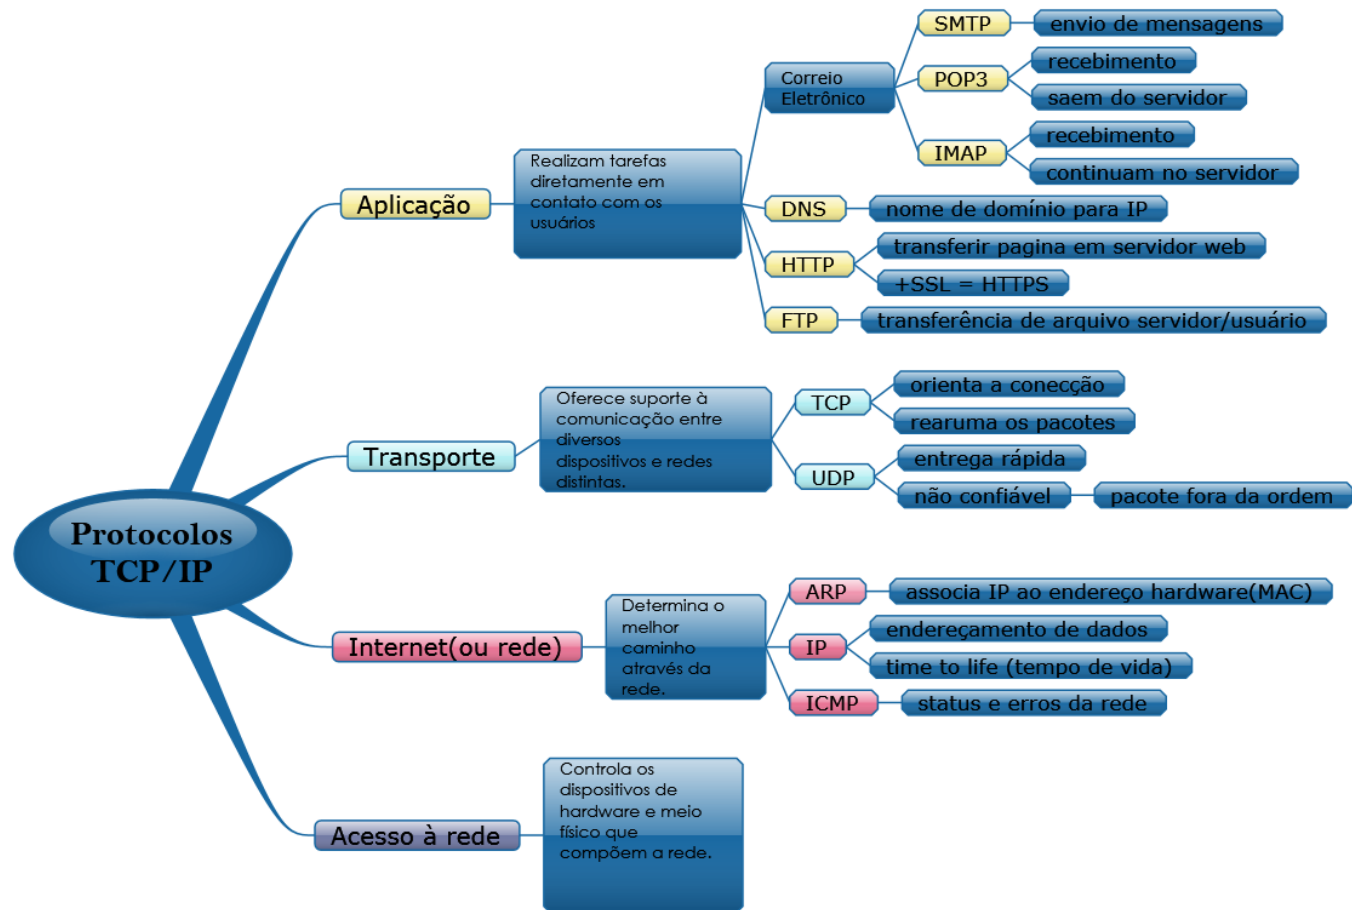 Protocolos
TCP/IP
Aplicação
Realizam tarefas
diretamente em
contato com os
usuários
Correio
Eletrônico
SMTP
envio de mensagens
POP3
recebimento
saem do servidor
IMAP
recebimento
continuam no servidor
DNS
nome de domínio para IP
HTTP
transferir pagina em servidor web
+SSL = HTTPS
FTP
transferência de arquivo servidor/usuário
Transporte
Oferece suporte à
comunicação entre
diversos
dispositivos e redes
distintas.
TCP
orienta a conecção
rearuma os pacotes
UDP
entrega rápida
não confiável
pacote fora da ordem
Internet(ou rede)
Determina o
melhor
caminho
através da
rede.
ARP
associa IP ao endereço hardware(MAC)
IP
endereçamento de dados
time to life (tempo de vida)
ICMP
status e erros da rede
Acesso à rede
Controla os
dispositivos de
hardware e meio
físico que
compõem a rede.